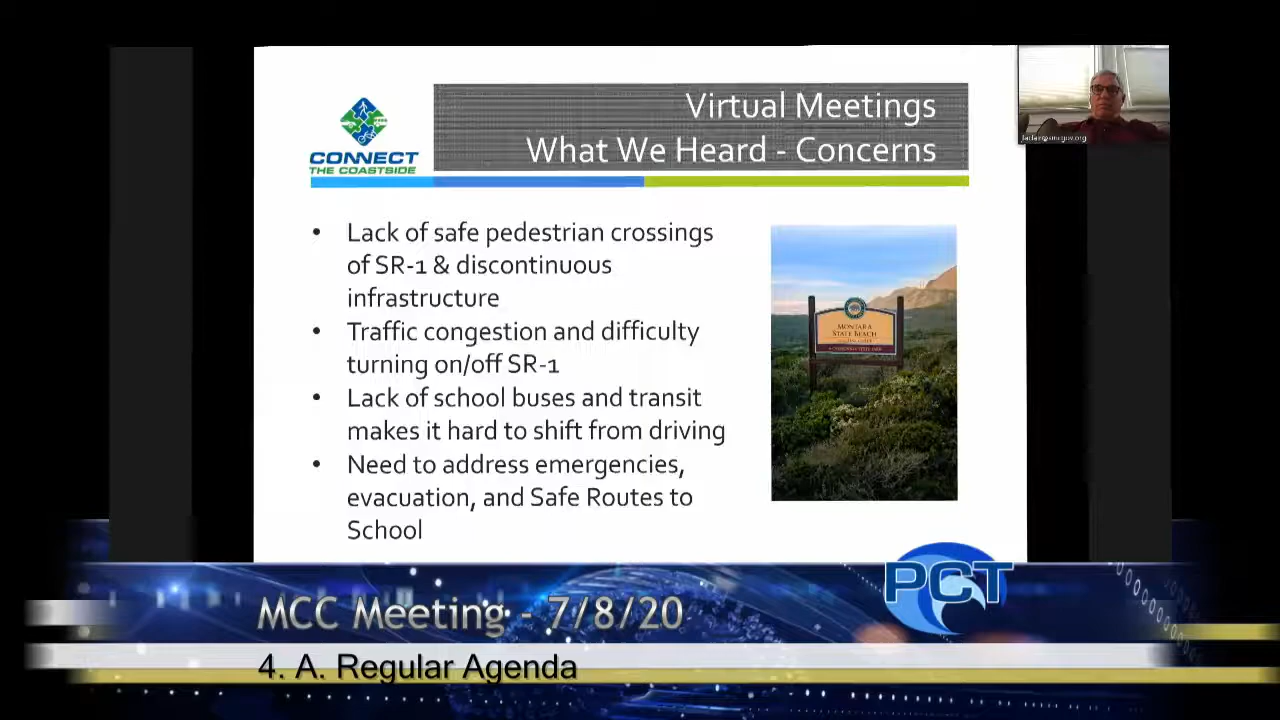 Virtual Meetings
What We Heard - Concerns
CONNECT
THE COASTSIDE
• Lack of safe pedestrian crossings
of SR-1 & discontinuous
infrastructure
• Traffic congestion and difficulty
turning on/off SR-1
• Lack of school buses and transit
makes it hard to shift from driving
• Need to address emergencies,
evacuation, and Safe Routes to
School
MONTARA
STATE BEACH
PCT
MCC Meeting - 7/8/20
4. A. Regular Agenda